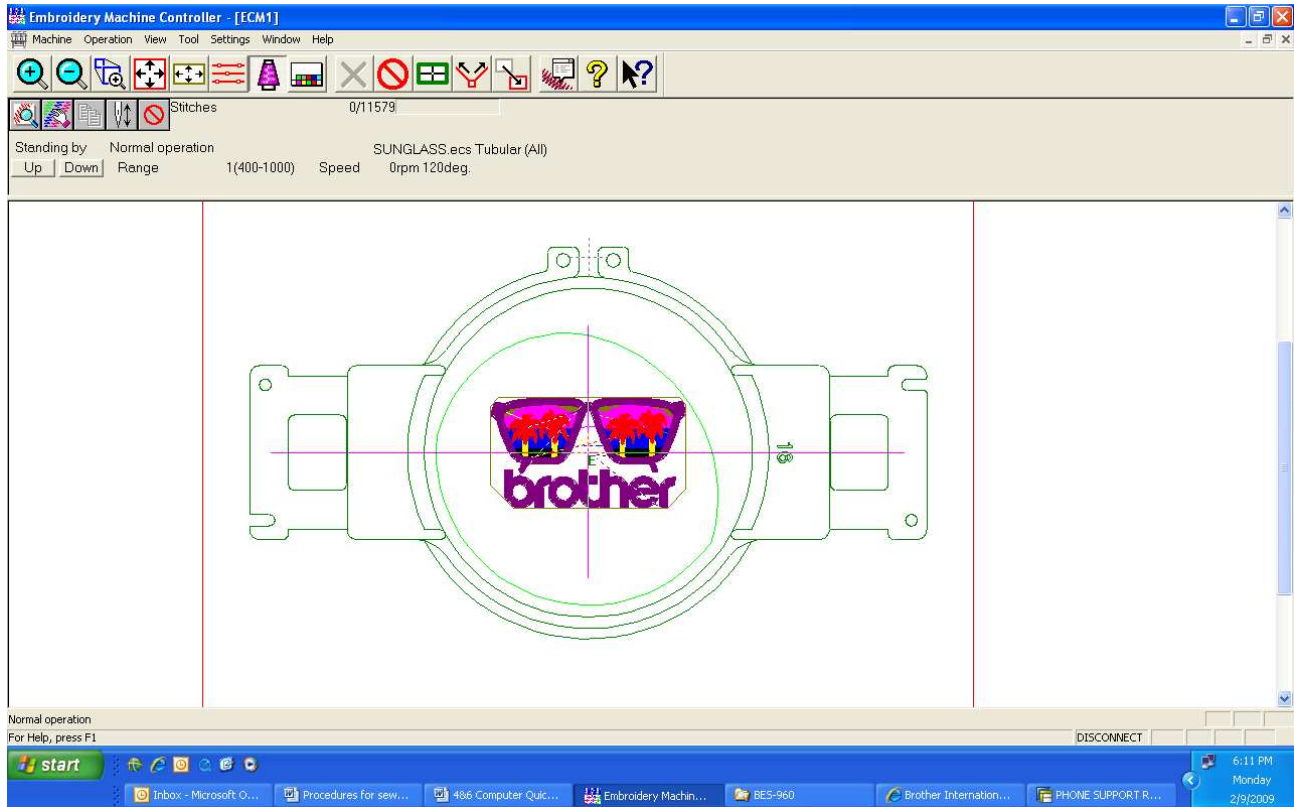 Embroidery Machine Controller - [ECM1]
Machine Operation View Tool Settings Window Help
Stitches 0/11579
Standing by Normal operation SUNGLASS.ecs Tubular (All)
Up Down Range 1(400-1000) Speed 0rpm 120deg.
18
E
brother
Normal operation
For Help, press F1 DISCONNECT
start 6:11 PM
Monday
Inbox - Microsoft O... Procedures for sew... 4&6 Computer Quic... Embroidery Machin... BES-960 Brother Internation... PHONE SUPPORT R... 2/9/2009